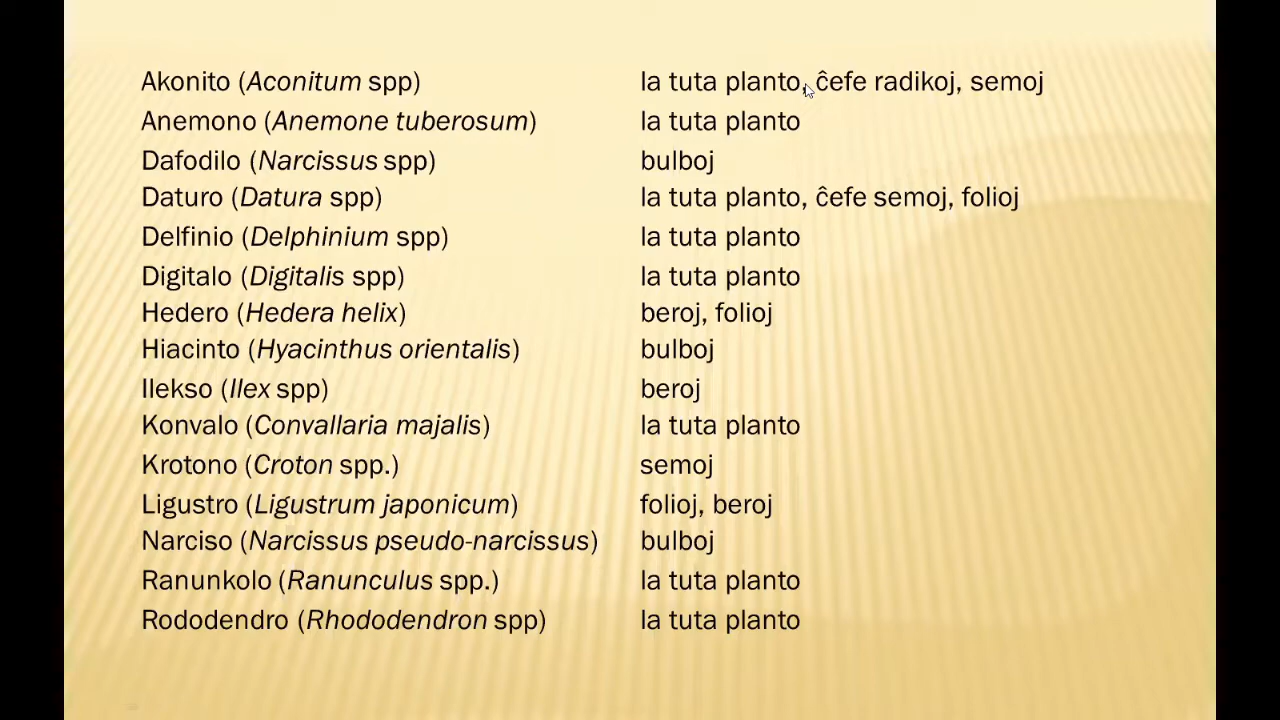 Akonito (Aconitum spp) la tuta planto, ĉefe radikoj, semoj
Anemono (Anemone tuberosum) la tuta planto
Dafodilo (Narcissus spp) bulboj
Daturo (Datura spp) la tuta planto, ĉefe semoj, folioj
Delfinio (Delphinium spp) la tuta planto
Digitalo (Digitalis spp) la tuta planto
Hedero (Hedera helix) beroj, folioj
Hiacinto (Hyacinthus orientalis) bulboj
Ilekso (Ilex spp) beroj
Konvalo (Convallaria majalis) la tuta planto
Krotono (Croton spp.) semoj
Ligustro (Ligustrum japonicum) folioj, beroj
Narciso (Narcissus pseudo-narcissus) bulboj
Ranunkolo (Ranunculus spp.) la tuta planto
Rododendro (Rhododendron spp) la tuta planto